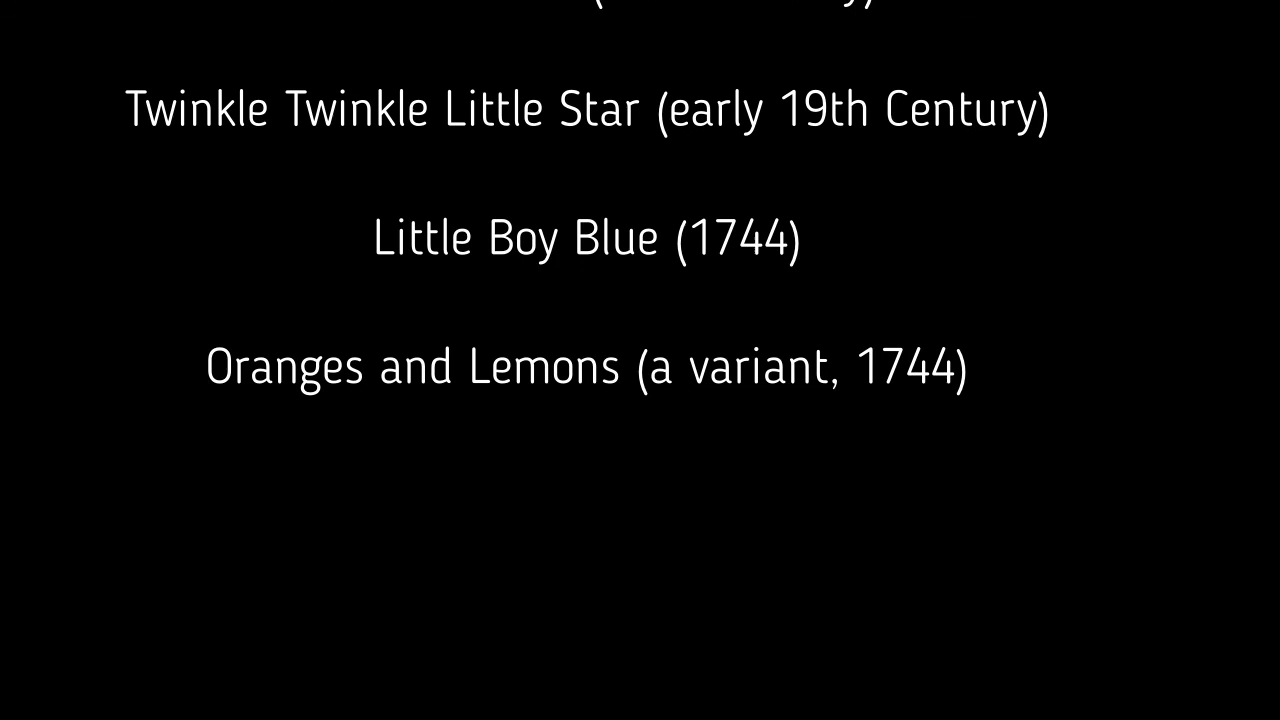 Twinkle Twinkle Little Star (early 19th Century)
Little Boy Blue (1744)
Oranges and Lemons (a variant, 1744)